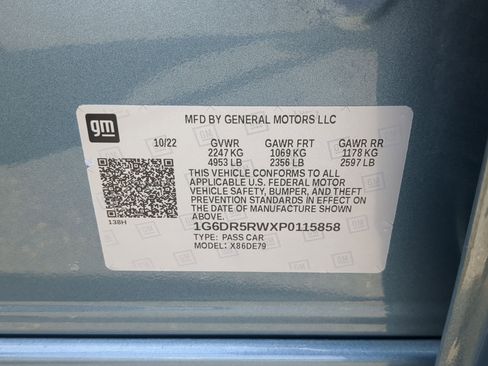 MFD BY GENERAL MOTORS LLC
gm
10/22 GVWR GAWR FRT GAWR RR
2247 KG 1069 KG 1178 KG
4953 LB 2356 LB 2597 LB
THIS VEHICLE CONFORMS TO ALL
APPLICABLE U.S. FEDERAL MOTOR
VEHICLE SAFETY, BUMPER, AND THEFT
PREVENTION STANDARDS IN EFFECT ON
THE DATE OF MANUFACTURE SHOWN ABOVE.
138H
1G6DR5RWXP0115858
TYPE: PASS CAR
MODEL: X86DE79